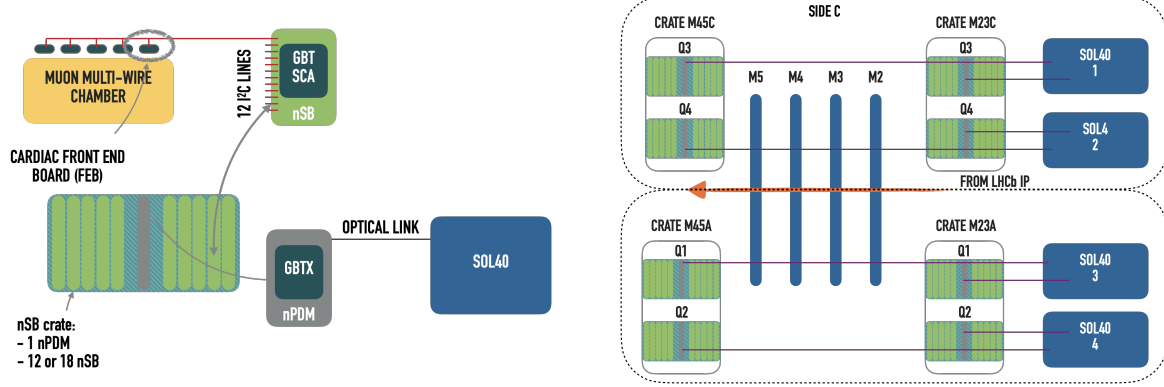 MUON MULTI-WIRE
CHAMBER
12 I²C LINES
GBT
SCA
nSB
CARDIAC FRONT END
BOARD (FEB)
OPTICAL LINK
GBTX
nPDM
SOL40
nSB crate:
- 1 nPDM
- 12 or 18 nSB
SIDE C
CRATE M45C
Q3
Q4
M5
M4
M3
M2
CRATE M23C
Q3
Q4
SOL40
1
SOL4
2
FROM LHCb IP
CRATE M45A
Q1
Q2
CRATE M23A
Q1
Q2
SOL40
3
SOL40
4